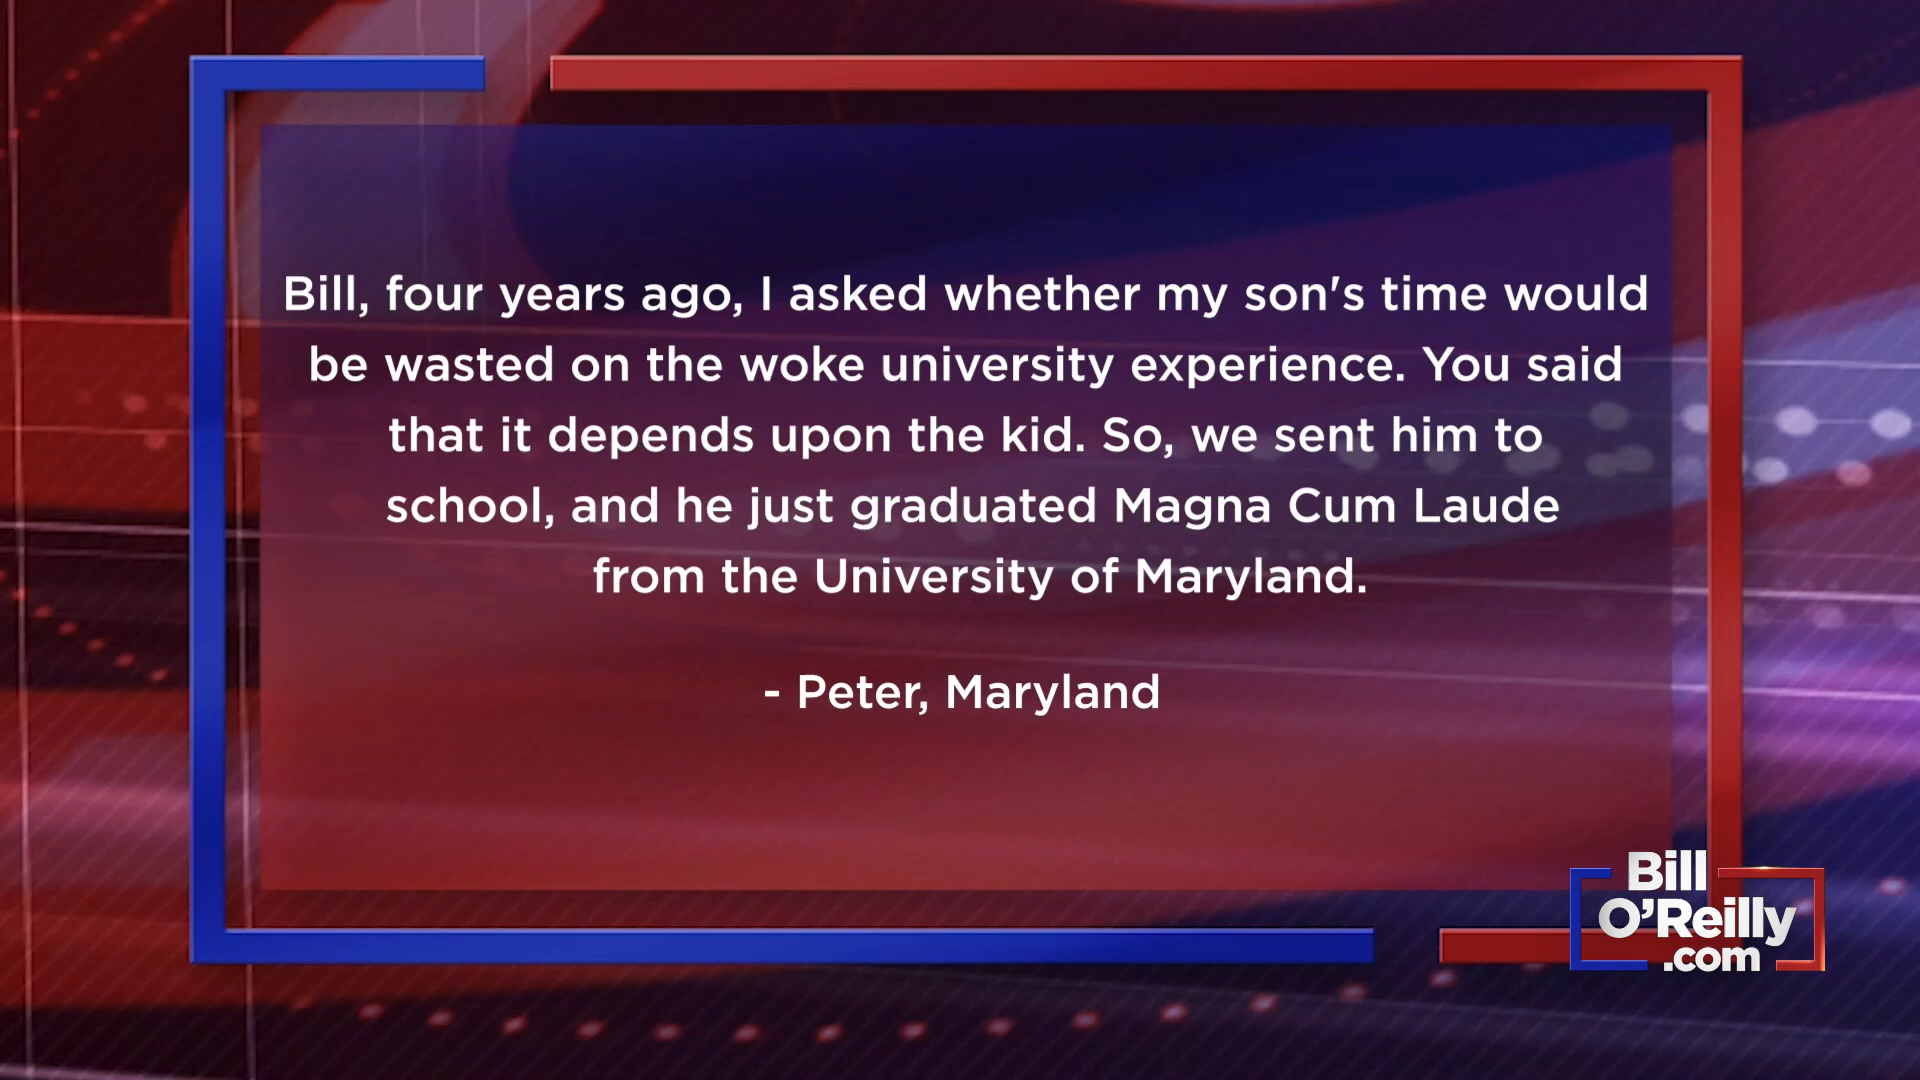 Bill, four years ago, I asked whether my son's time would
be wasted on the woke university experience. You said
that it depends upon the kid. So, we sent him to
school, and he just graduated Magna Cum Laude
from the University of Maryland.
- Peter, Maryland
Bill
O'Reilly
.com